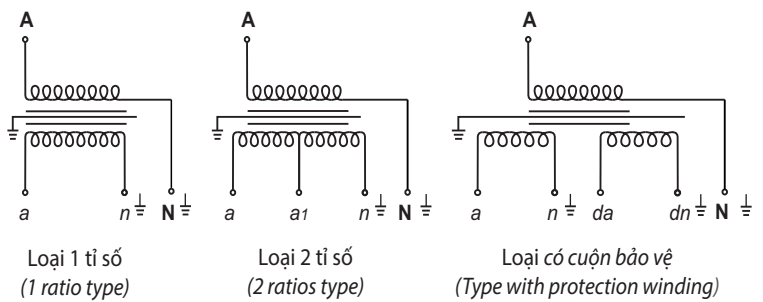 A A A
a n N a a1 n N a n da dn N
Loại 1 tỉ số Loại 2 tỉ số Loại có cuộn bảo vệ
(1 ratio type) (2 ratios type) (Type with protection winding)